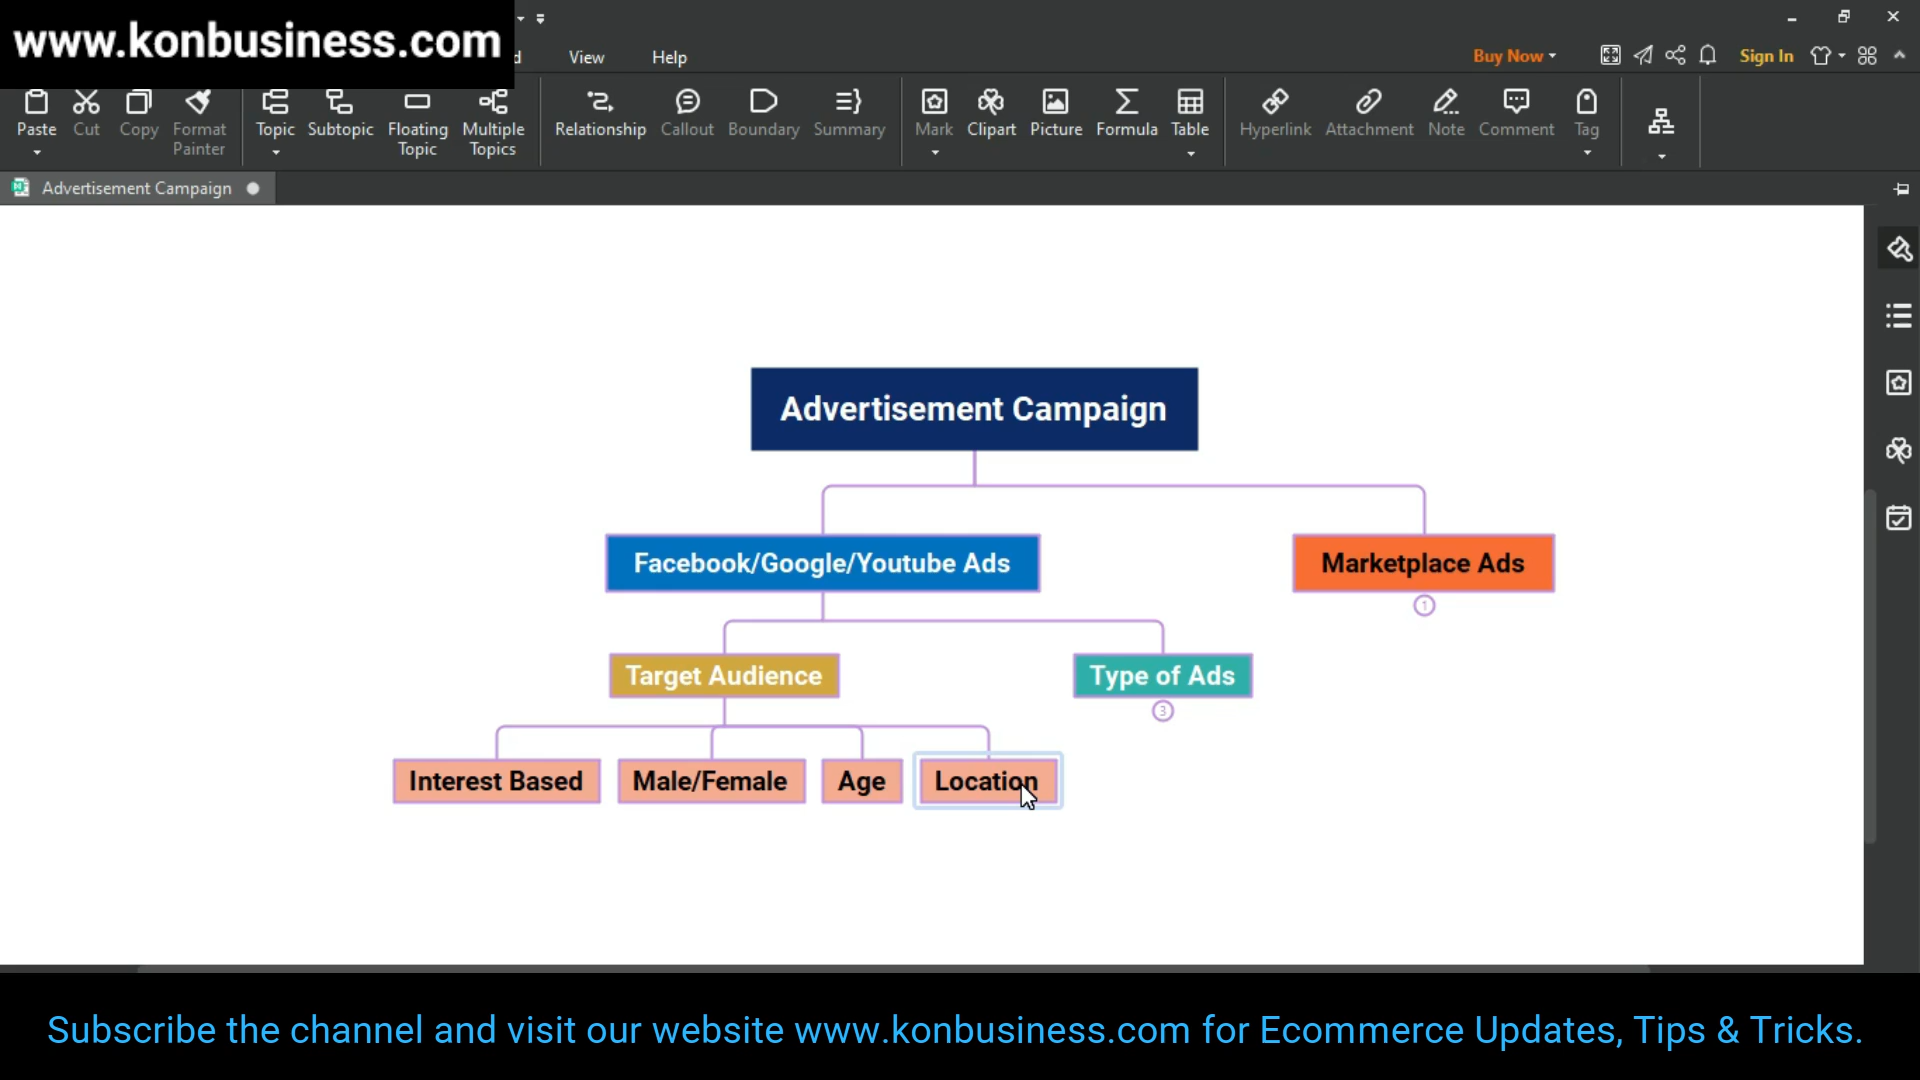 www.konbusiness.com
d View Help Buy Now Sign In
Paste Cut Copy Format Painter Topic Subtopic Floating Topic Multiple Topics Relationship Callout Boundary Summary Mark Clipart Picture Formula Table Hyperlink Attachment Note Comment Tag
Advertisement Campaign
Advertisement Campaign
Facebook/Google/Youtube Ads
Marketplace Ads
1
Target Audience
Type of Ads
3
Interest Based
Male/Female
Age
Location
Subscribe the channel and visit our website www.konbusiness.com for Ecommerce Updates, Tips & Tricks.